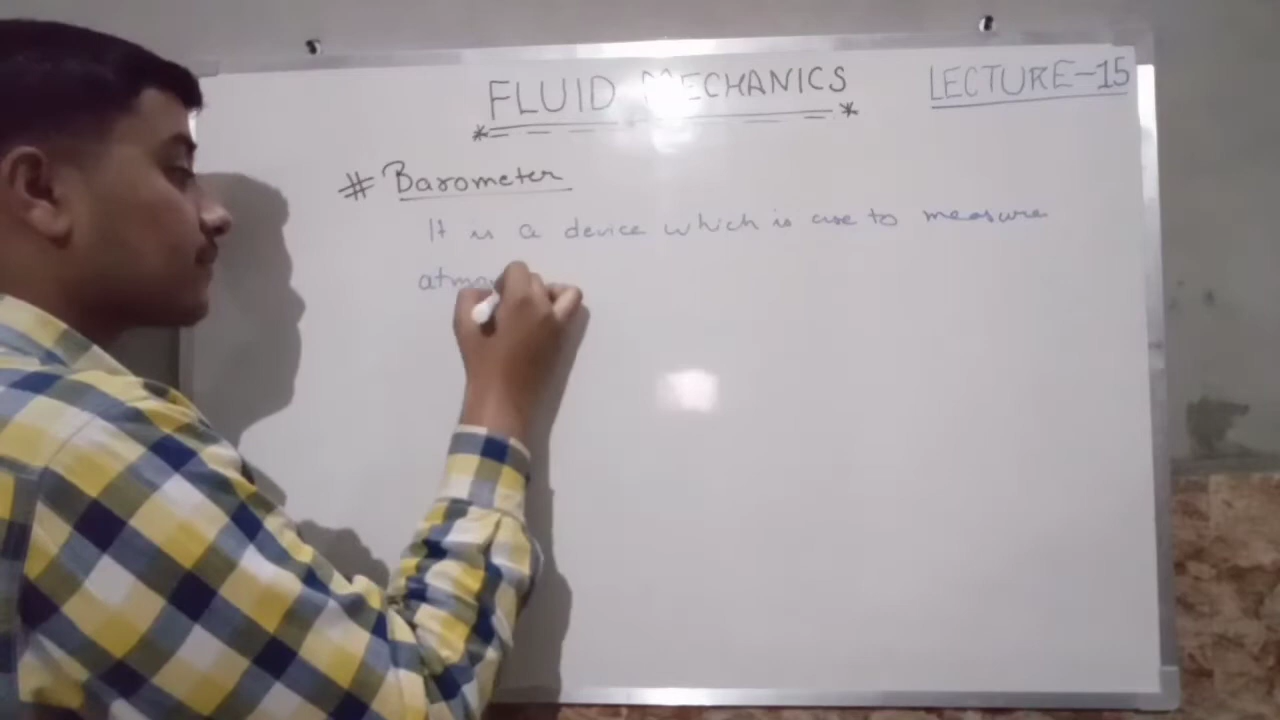 FLUID MECHANICS
LECTURE-15
# Barometer
It is a device which is use to measure